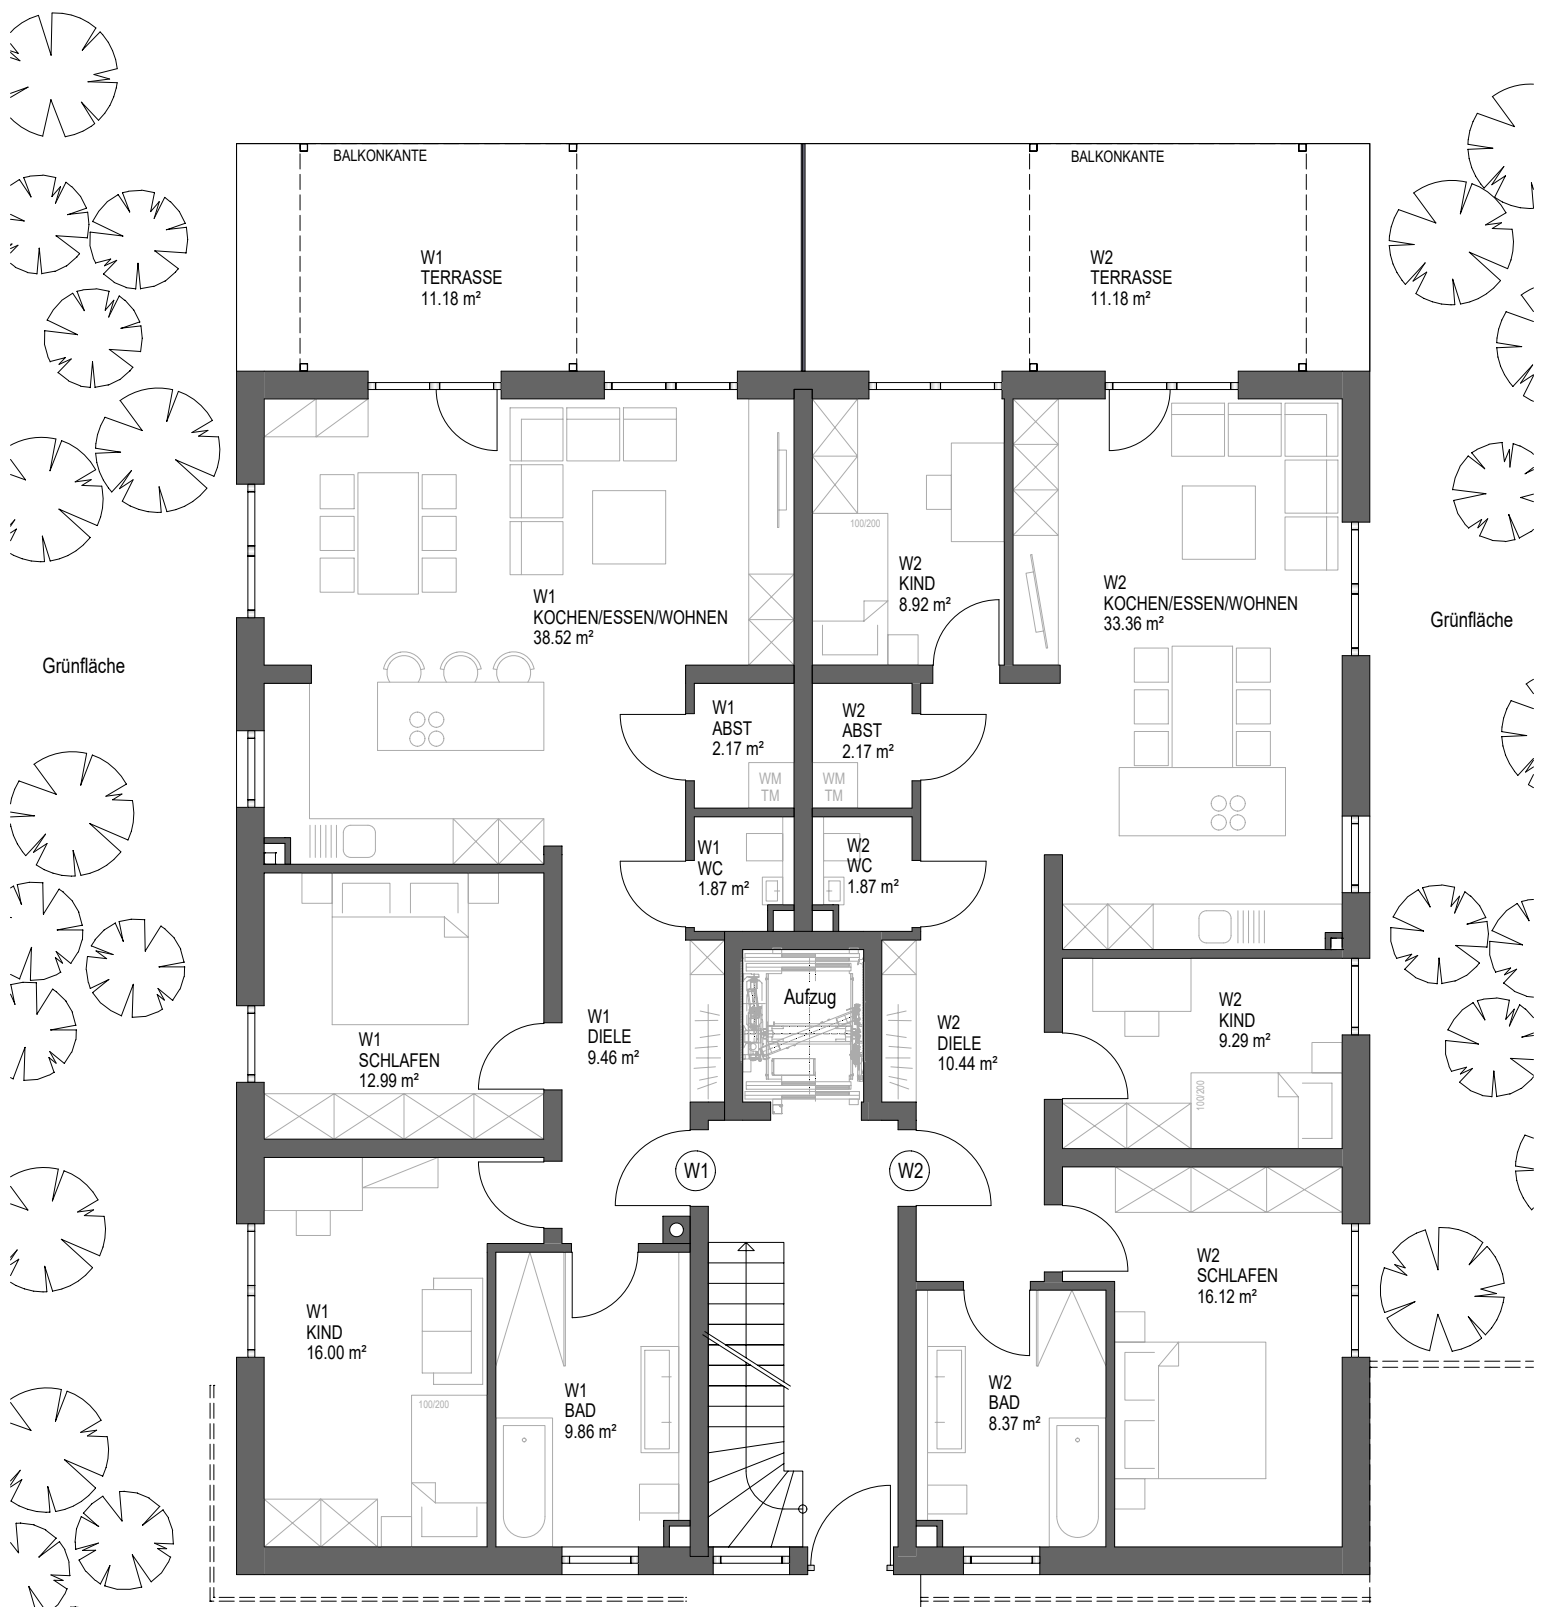 BALKONKANTE
BALKONKANTE
W1
TERRASSE
11.18 m²
W2
TERRASSE
11.18 m²
100/200
W2
KIND
8.92 m²
W1
KOCHEN/ESSEN/WOHNEN
38.52 m²
W2
KOCHEN/ESSEN/WOHNEN
33.36 m²
Grünfläche
Grünfläche
W1
ABST
2.17 m²
W2
ABST
2.17 m²
WM
TM
WM
TM
W1
WC
1.87 m²
W2
WC
1.87 m²
Aufzug
W1
SCHLAFEN
12.99 m²
W1
DIELE
9.46 m²
W2
DIELE
10.44 m²
W2
KIND
9.29 m²
100/200
W1
W2
W2
SCHLAFEN
16.12 m²
W1
KIND
16.00 m²
100/200
W1
BAD
9.86 m²
W2
BAD
8.37 m²